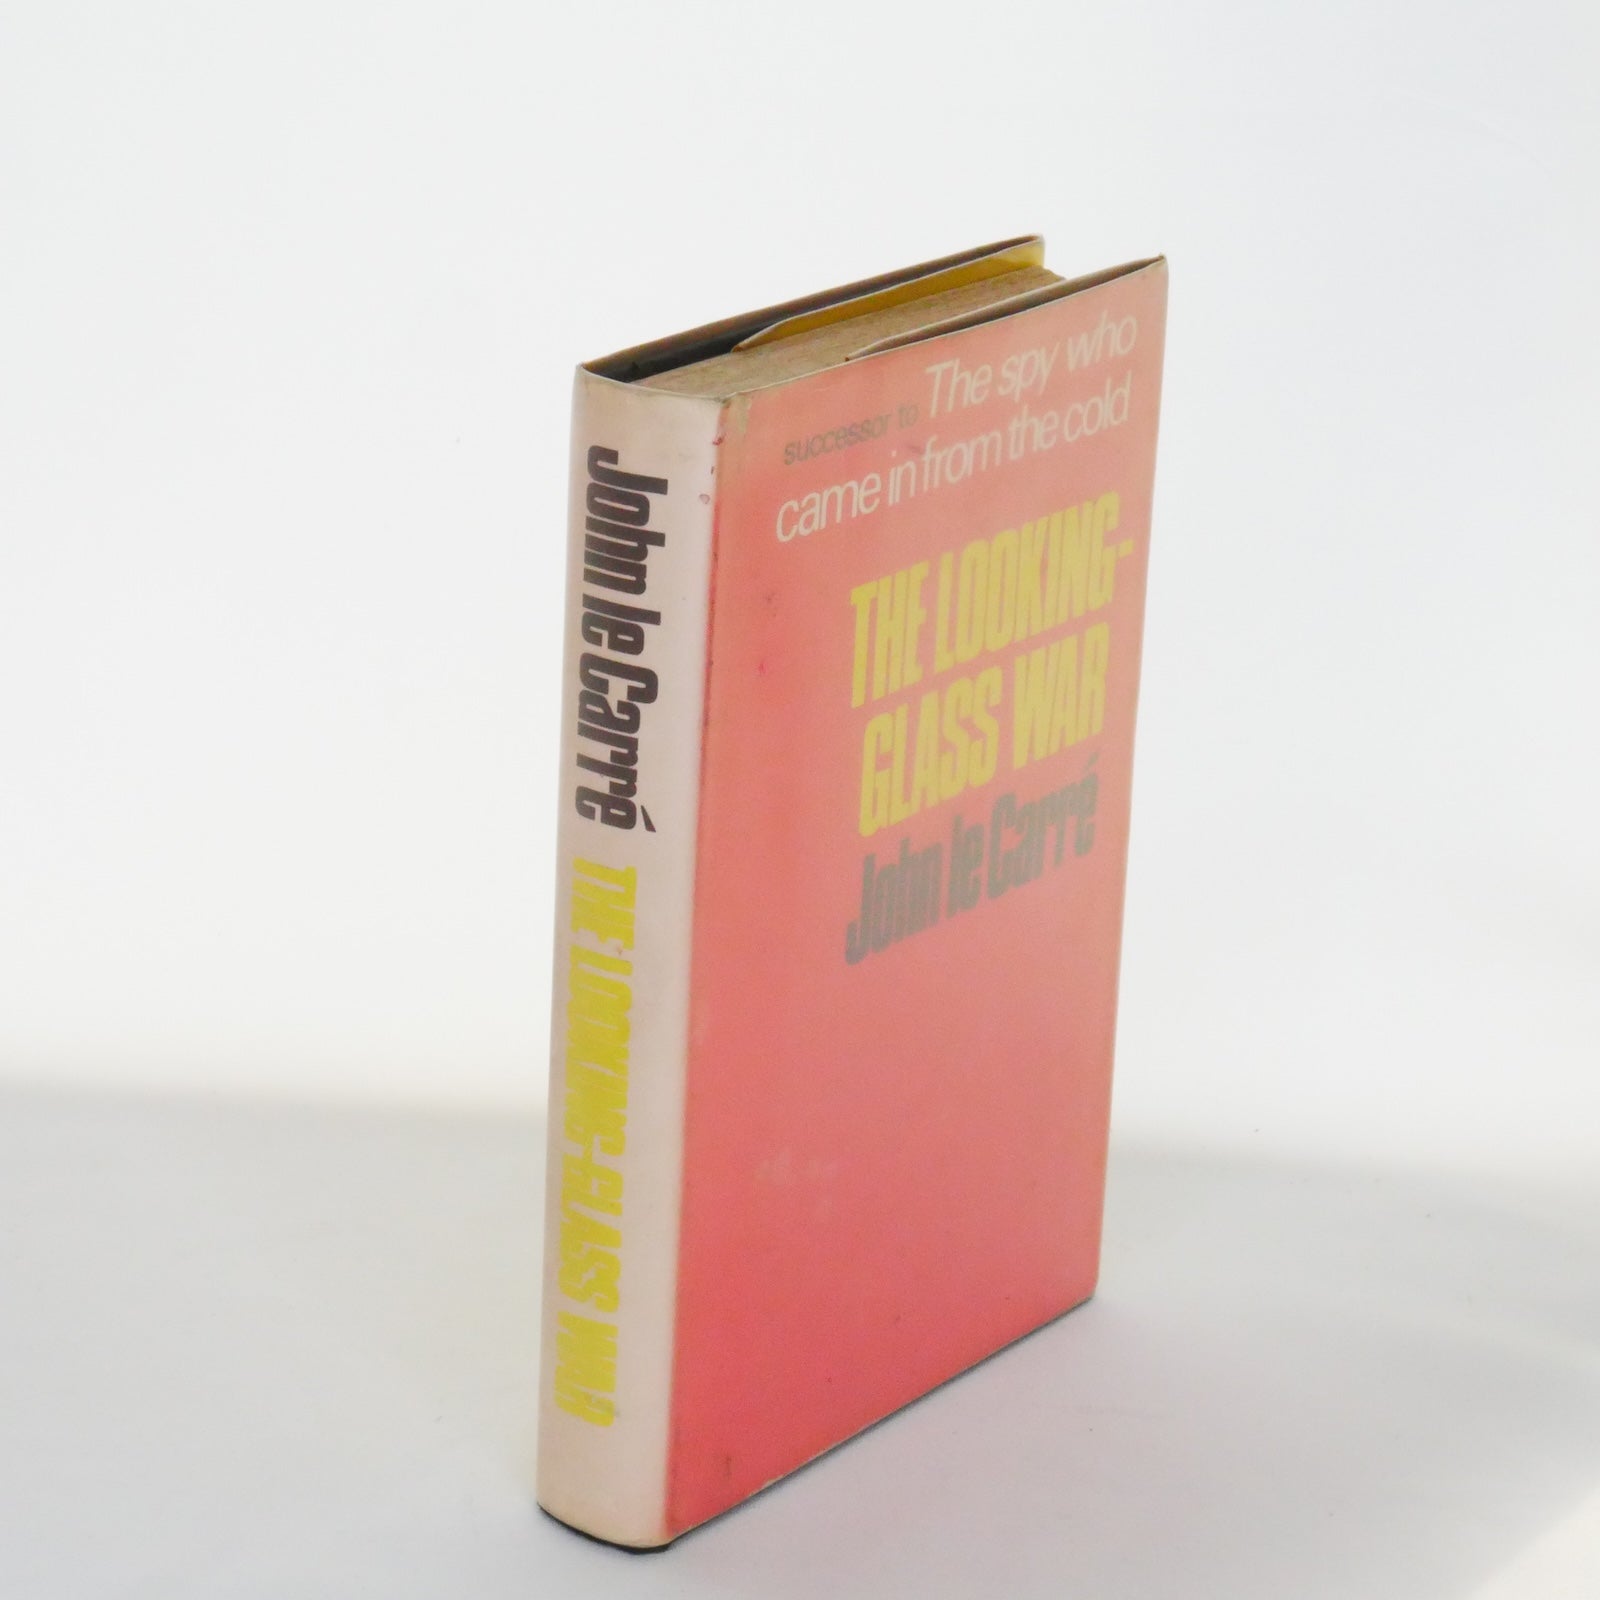 John le Carré THE LOOKING-GLASS WAR
successor to The spy who
came in from the cold
THE LOOKING-
GLASS WAR
John le Carré